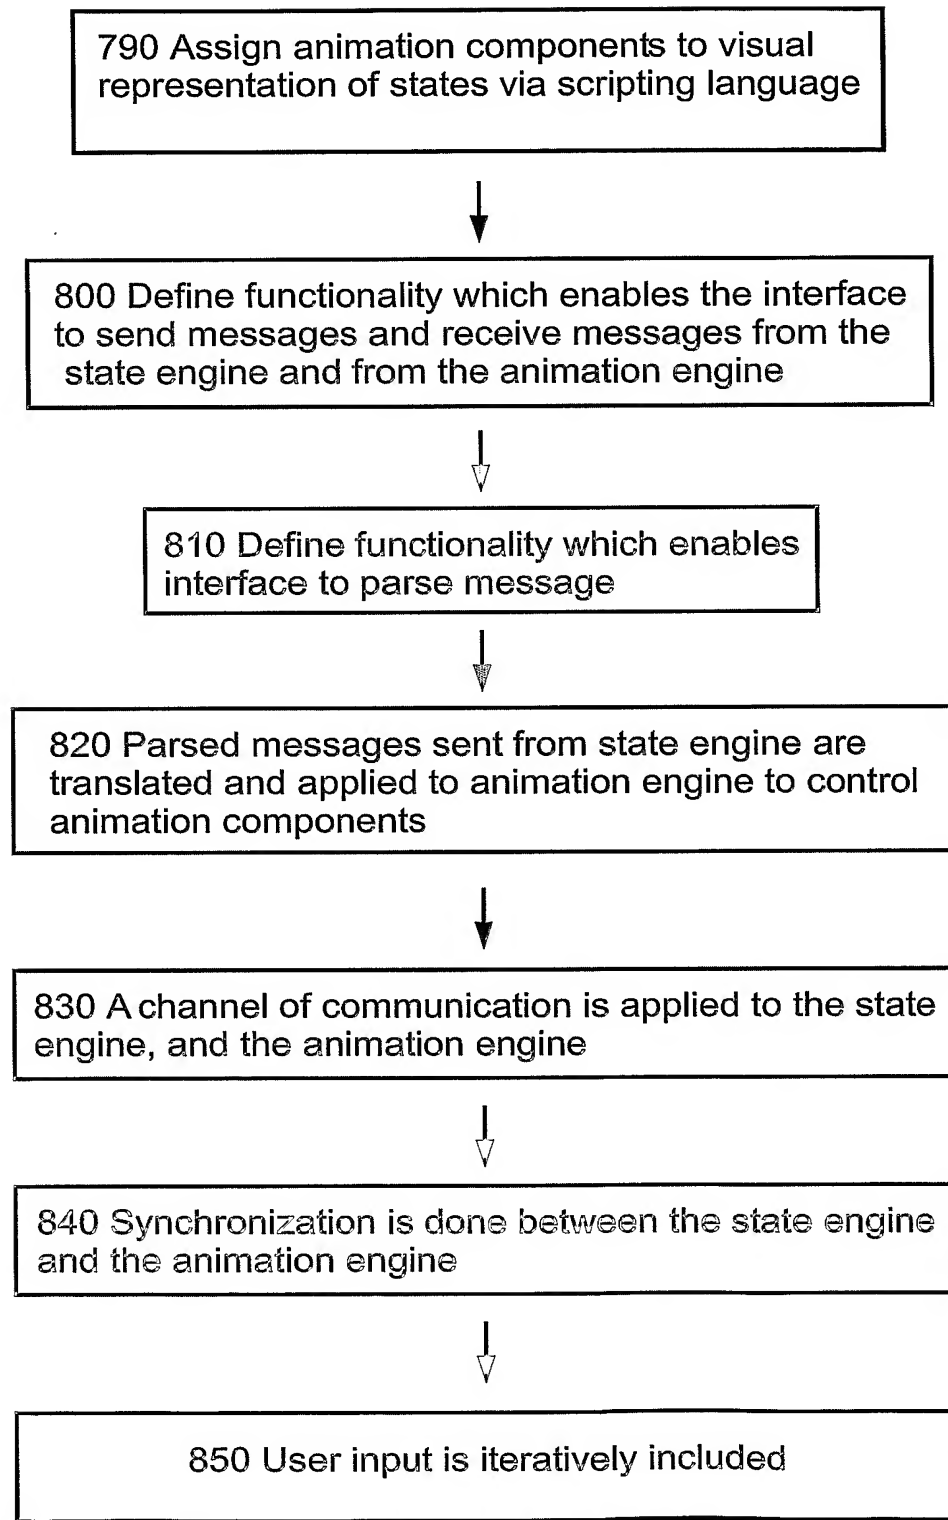 790 Assign animation components to visual
representation of states via scripting language
800 Define functionality which enables the interface
to send messages and receive messages from the
state engine and from the animation engine
810 Define functionality which enables
interface to parse message
820 Parsed messages sent from state engine are
translated and applied to animation engine to control
animation components
830 A channel of communication is applied to the state
engine, and the animation engine
840 Synchronization is done between the state engine
and the animation engine
850 User input is iteratively included